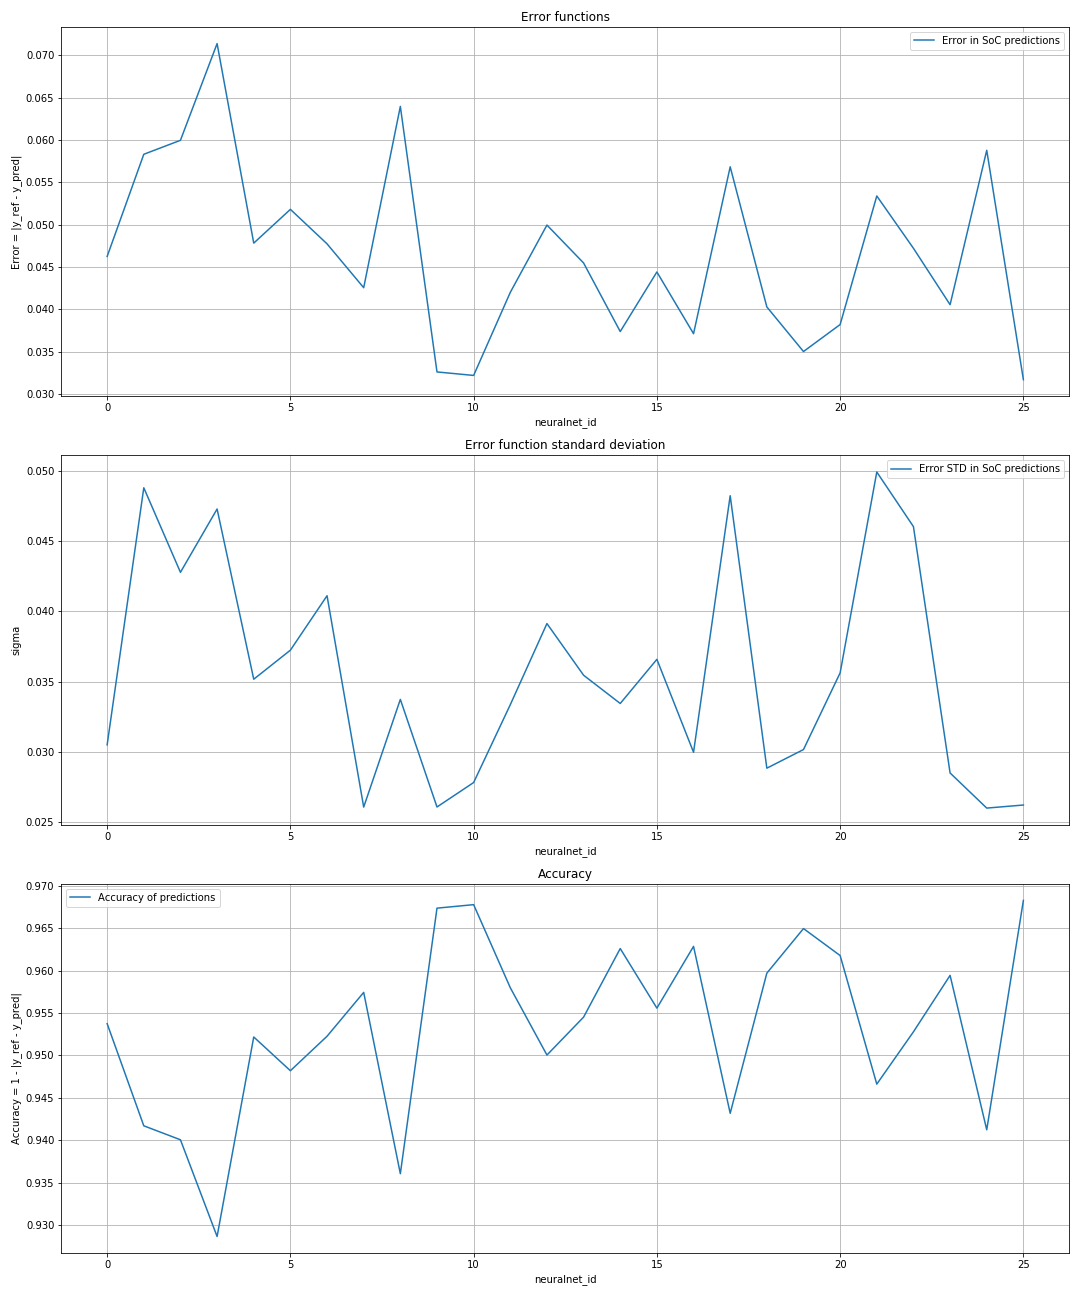 Error functions
Error in SoC predictions
Error = |y_ref - y_pred|
0.070
0.065
0.060
0.055
0.050
0.045
0.040
0.035
0.030
0 5 10 15 20 25
neuralnet_id
Error function standard deviation
Error STD in SoC predictions
sigma
0.050
0.045
0.040
0.035
0.030
0.025
0 5 10 15 20 25
neuralnet_id
Accuracy
Accuracy of predictions
Accuracy = 1 - |y_ref - y_pred|
0.970
0.965
0.960
0.955
0.950
0.945
0.940
0.935
0.930
0 5 10 15 20 25
neuralnet_id